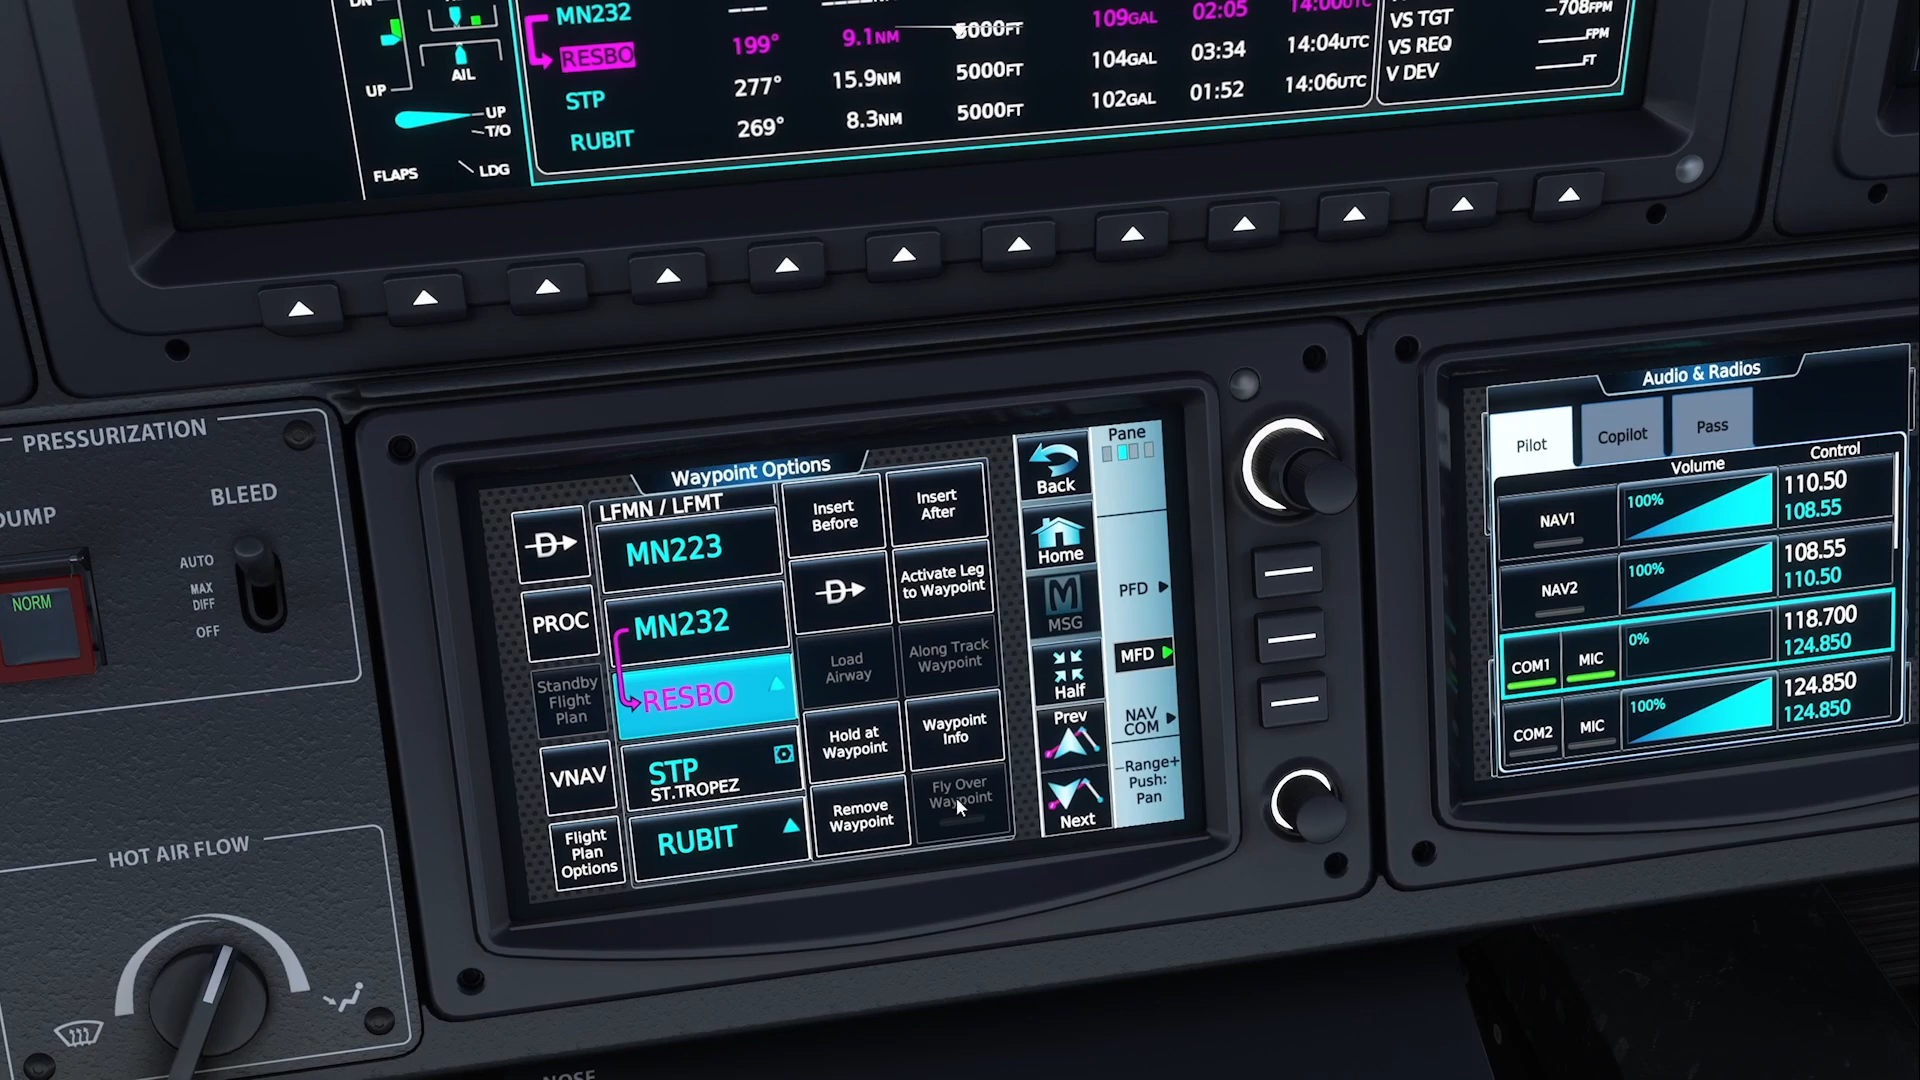 MN232
109GAL
02:05
VS TGT
-708FPM
RESBO
199°
9.1NM
5000FT
104GAL
03:34
14:04UTC
VS REQ
FPM
STP
277°
15.9NM
5000FT
102GAL
01:52
14:06UTC
V DEV
FT
RUBIT
269°
8.3NM
5000FT
AIL
UP
UP
T/O
FLAPS
LDG
PRESSURIZATION
BLEED
DUMP
AUTO
MAX
DIFF
OFF
NORM
HOT AIR FLOW
Waypoint Options
LFMN / LFMT
MN223
MN232
RESBO
STP
ST.TROPEZ
RUBIT
D
PROC
Standby
Flight
Plan
VNAV
Flight
Plan
Options
Insert
Before
Insert
After
D
Activate Leg
to Waypoint
Load
Airway
Along Track
Waypoint
Hold at
Waypoint
Waypoint
Info
Remove
Waypoint
Fly Over
Waypoint
Back
Home
MSG
Half
Prev
Next
Pane
PFD
MFD
NAV
COM
-Range+
Push:
Pan
Audio & Radios
Pilot
Copilot
Pass
Volume
Control
NAV1
100%
110.50
108.55
NAV2
100%
108.55
110.50
COM1
MIC
0%
118.700
124.850
COM2
MIC
100%
124.850
124.850